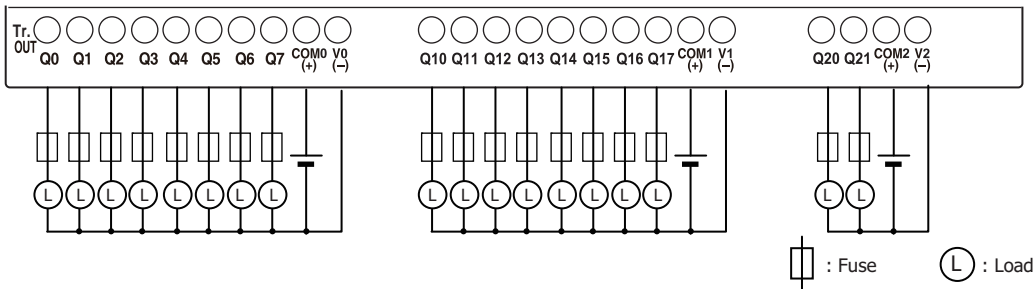 Tr.
OUT
Q0 Q1 Q2 Q3 Q4 Q5 Q6 Q7 COM0 (+) V0 (−)
Q10 Q11 Q12 Q13 Q14 Q15 Q16 Q17 COM1 (+) V1 (−)
Q20 Q21 COM2 (+) V2 (−)
L L L L L L L L
L L L L L L L L
L L
: Fuse
L : Load